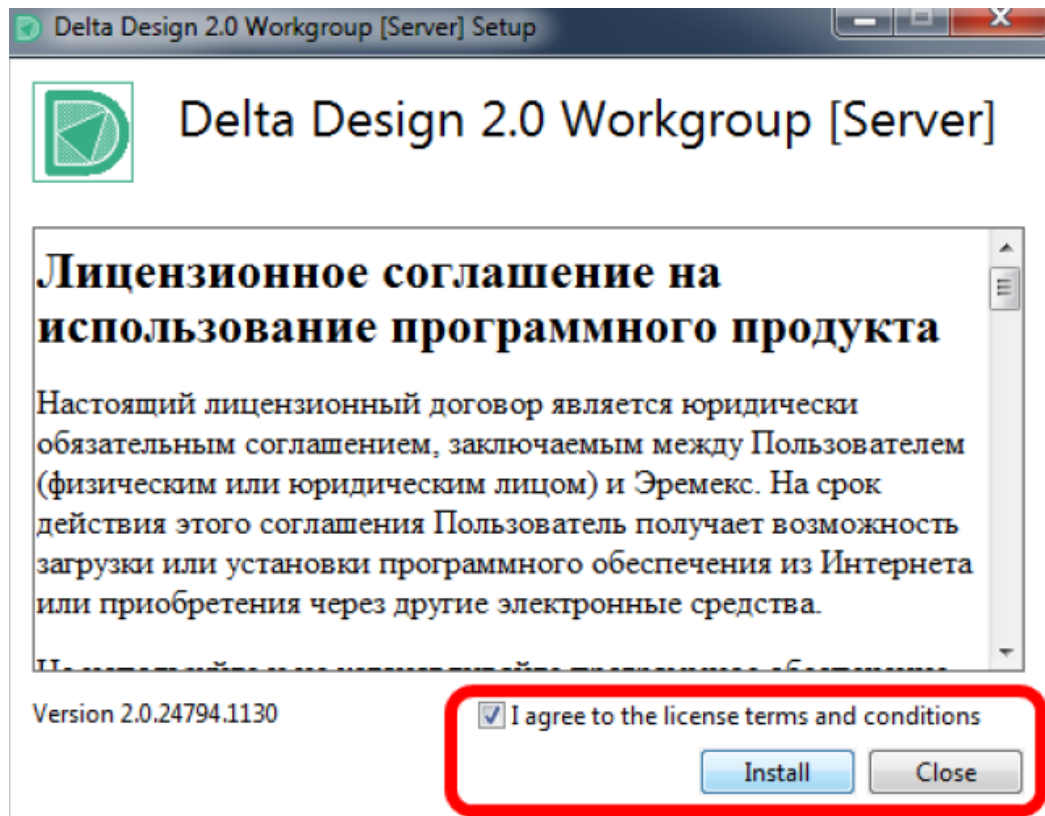 Delta Design 2.0 Workgroup [Server] Setup
Delta Design 2.0 Workgroup [Server]
Лицензионное соглашение на
использование программного продукта
Настоящий лицензионный договор является юридически
обязательным соглашением, заключаемым между Пользователем
(физическим или юридическим лицом) и Эремекс. На срок
действия этого соглашения Пользователь получает возможность
загрузки или установки программного обеспечения из Интернета
или приобретения через другие электронные средства.
Version 2.0.24794.1130
I agree to the license terms and conditions
Install
Close